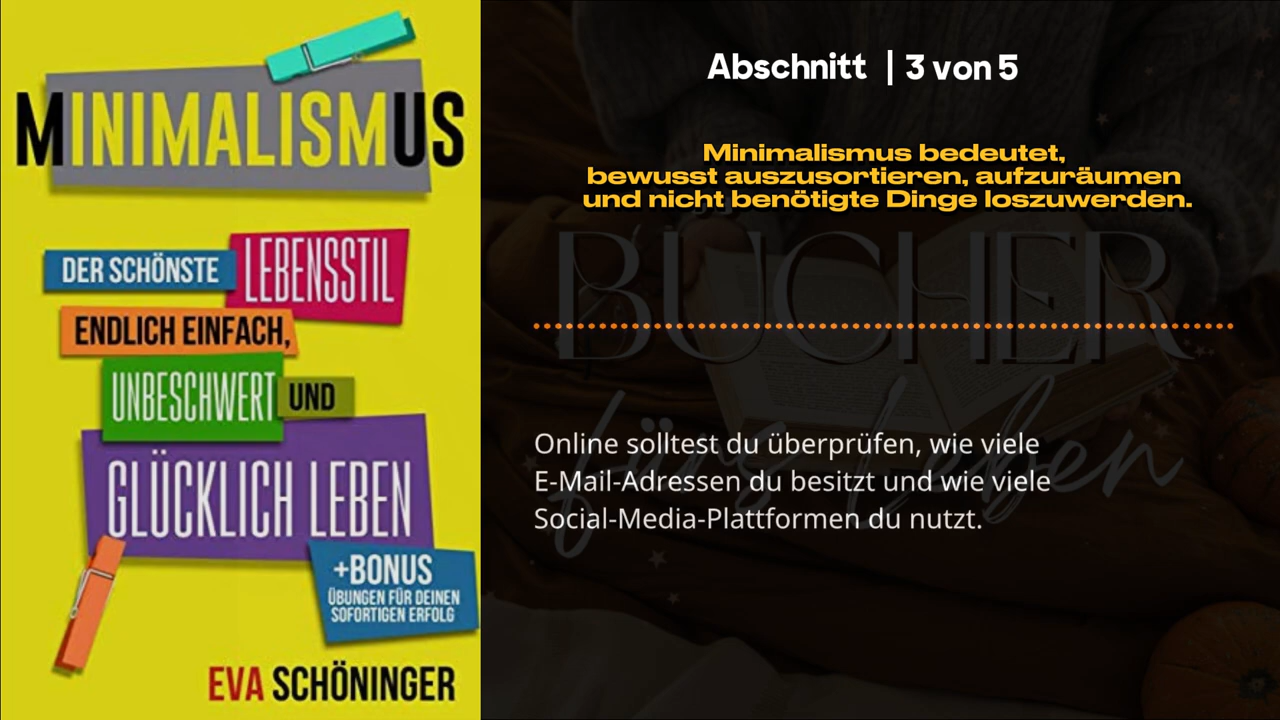 MINIMALISMUS
DER SCHÖNSTE
LEBENSSTIL
ENDLICH EINFACH,
UNBESCHWERT
UND
GLÜCKLICH LEBEN
+BONUS
ÜBUNGEN FÜR DEINEN
SOFORTIGEN ERFOLG
EVA SCHÖNINGER
Abschnitt | 3 von 5
Minimalismus bedeutet,
bewusst auszusortieren, aufzuräumen
und nicht benötigte Dinge loszuwerden.
BÜCHER
fürs Leben
Online solltest du überprüfen, wie viele
E-Mail-Adressen du besitzt und wie viele
Social-Media-Plattformen du nutzt.